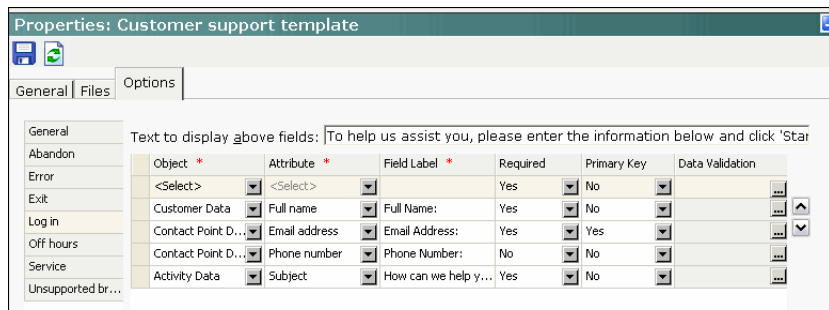 Properties: Customer support template
General Files Options
General
Abandon
Error
Exit
Log in
Off hours
Service
Unsupported br...
Text to display above fields: To help us assist you, please enter the information below and click 'Star
Object * Attribute * Field Label * Required Primary Key Data Validation
<Select> <Select> Yes No ...
Customer Data Full name Full Name: Yes No ...
Contact Point D... Email address Email Address: Yes Yes ...
Contact Point D... Phone number Phone Number: No No ...
Activity Data Subject How can we help y... Yes No ...